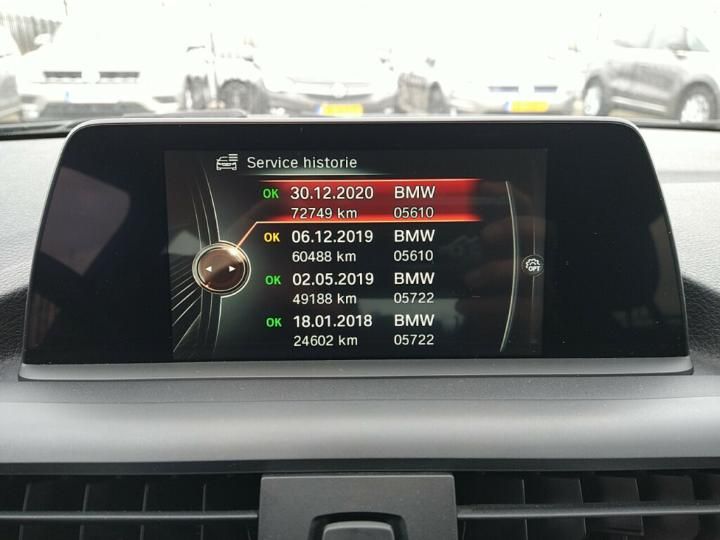 Service historie
OK 30.12.2020 BMW
72749 km 05610
OK 06.12.2019 BMW
60488 km 05610
OK 02.05.2019 BMW
49188 km 05722
OK 18.01.2018 BMW
24602 km 05722
OPT